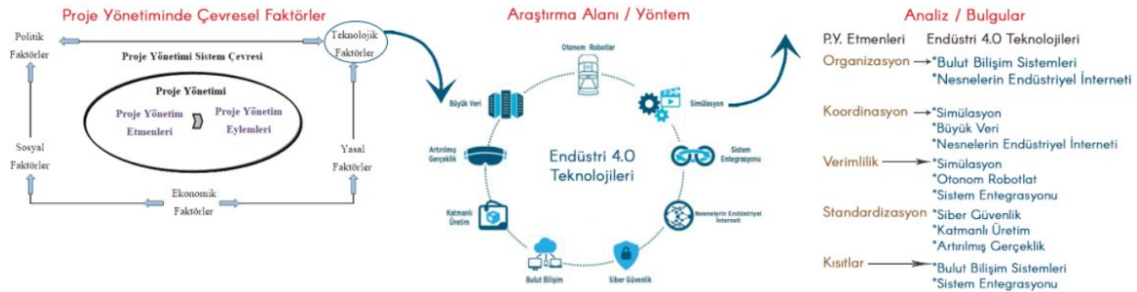 Proje Yönetiminde Çevresel Faktörler
Politik
Faktörler
Teknolojik
Faktörler
Proje Yönetimi Sistem Çevresi
Proje Yönetimi
Proje Yönetim
Etmenleri
Proje Yönetim
Eylemleri
Sosyal
Faktörler
Yasal
Faktörler
Ekonomik
Faktörler
Araştırma Alanı / Yöntem
Otonom Robotlar
Büyük Veri
Simülasyon
Artırılmış
Gerçeklik
Endüstri 4.0
Teknolojileri
Sistem
Entegrasyonu
Katmanlı
Üretim
Nesnelerin Endüstriyel
İnterneti
Bulut Bilişim
Siber Güvenlik
Analiz / Bulgular
P.Y. Etmenleri Endüstri 4.0 Teknolojileri
Organizasyon *Bulut Bilişim Sistemleri
*Nesnelerin Endüstriyel İnterneti
Koordinasyon *Simülasyon
*Büyük Veri
*Nesnelerin Endüstriyel İnterneti
Verimlilik *Simülasyon
*Otonom Robotlat
*Sistem Entegrasyonu
Standardizasyon *Siber Güvenlik
*Katmanlı Üretim
*Artırılmış Gerçeklik
Kısıtlar *Bulut Bilişim Sistemleri
*Sistem Entegrasyonu